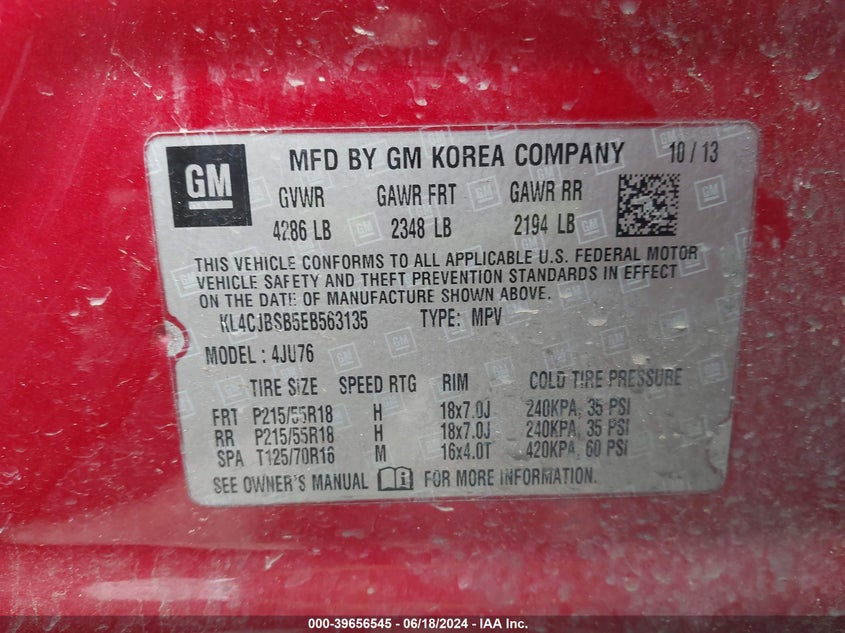 GM MFD BY GM KOREA COMPANY 10 / 13
GVWR GAWR FRT GAWR RR
4286 LB 2348 LB 2194 LB
THIS VEHICLE CONFORMS TO ALL APPLICABLE U.S. FEDERAL MOTOR
VEHICLE SAFETY AND THEFT PREVENTION STANDARDS IN EFFECT
ON THE DATE OF MANUFACTURE SHOWN ABOVE.
KL4CJBSB5EB563135 TYPE: MPV
MODEL : 4JU76
TIRE SIZE SPEED RTG RIM COLD TIRE PRESSURE
FRT P215/55R18 H 18x7.0J 240KPA, 35 PSI
RR P215/55R18 H 18x7.0J 240KPA, 35 PSI
SPA T125/70R16 M 16x4.0T 420KPA, 60 PSI
SEE OWNER'S MANUAL i FOR MORE INFORMATION.
000-39656545 - 06/18/2024 - IAA Inc.